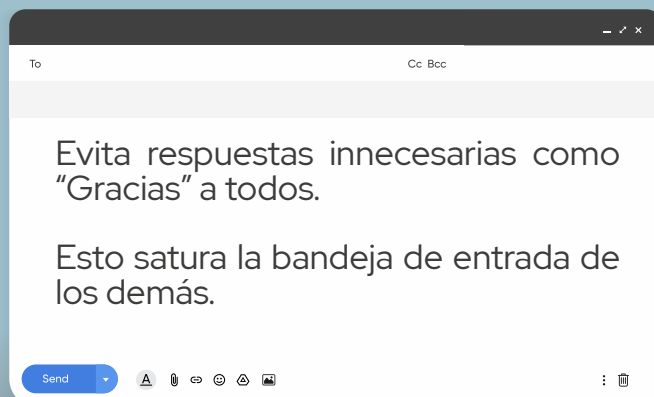 To Cc Bcc
Evita respuestas innecesarias como
“Gracias” a todos.
Esto satura la bandeja de entrada de
los demás.
Send A